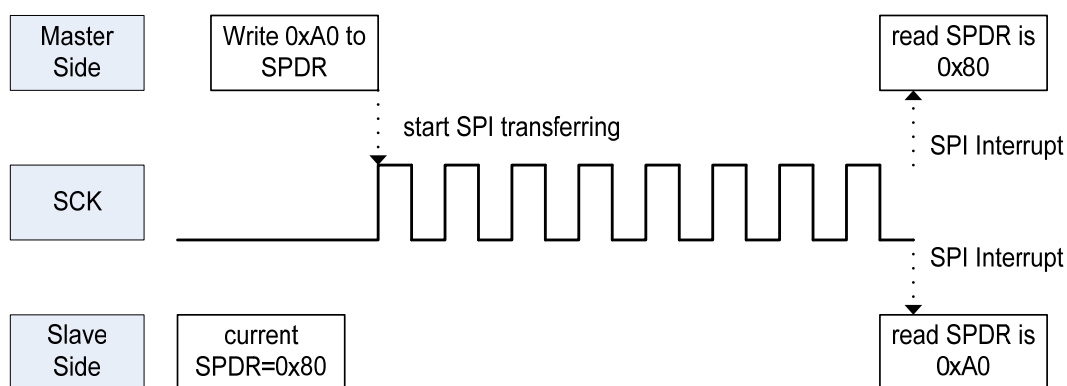 Master
Side
Write 0xA0 to
SPDR
read SPDR is
0x80
start SPI transferring
SPI Interrupt
SCK
SPI Interrupt
Slave
Side
current
SPDR=0x80
read SPDR is
0xA0